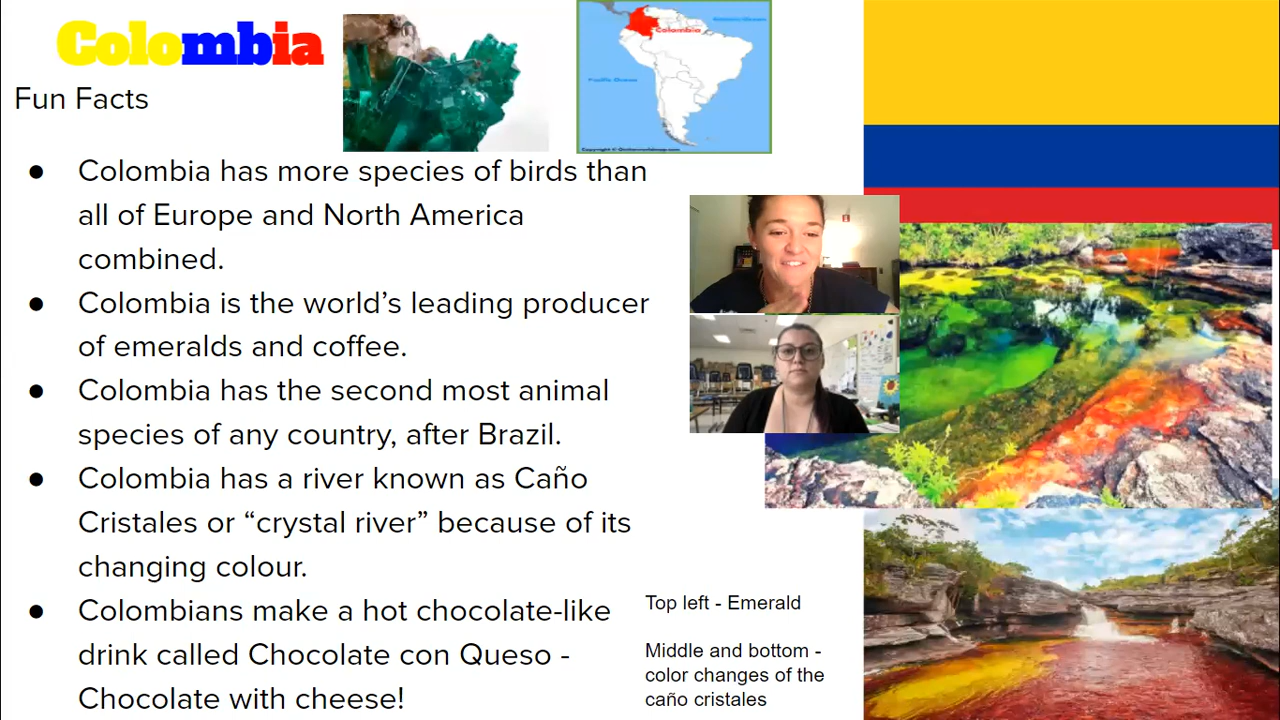 Colombia
Fun Facts
Colombia
Pacific Ocean
● Colombia has more species of birds than
all of Europe and North America
combined.
● Colombia is the world’s leading producer
of emeralds and coffee.
● Colombia has the second most animal
species of any country, after Brazil.
● Colombia has a river known as Caño
Cristales or “crystal river” because of its
changing colour.
● Colombians make a hot chocolate-like
drink called Chocolate con Queso -
Chocolate with cheese!
Top left - Emerald
Middle and bottom -
color changes of the
caño cristales